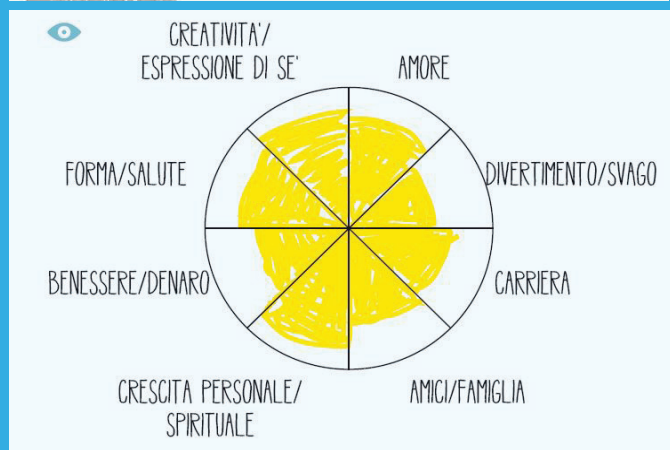 CREATIVITA'/
ESPRESSIONE DI SE'
AMORE
FORMA/SALUTE
DIVERTIMENTO/SVAGO
BENESSERE/DENARO
CARRIERA
CRESCITA PERSONALE/
SPIRITUALE
AMICI/FAMIGLIA